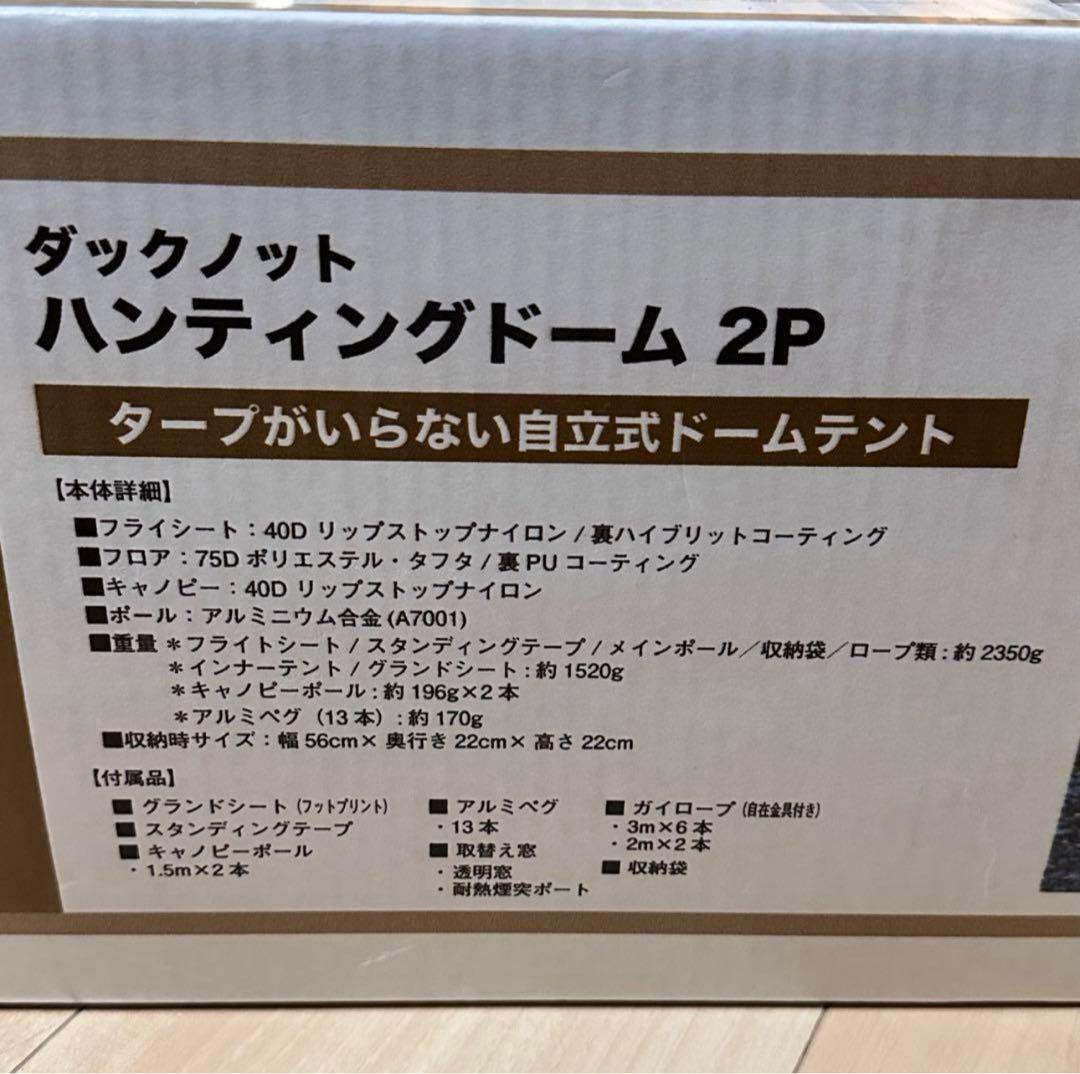 ダックノット
ハンティングドーム 2P
タープがいらない自立式ドームテント
【本体詳細】
■フライシート：40D リップストップナイロン / 裏ハイブリットコーティング
■フロア：75D ポリエステル・タフタ / 裏 PU コーティング
■キャノピー：40D リップストップナイロン
■ポール：アルミニウム合金 (A7001)
■重量 ＊フライトシート / スタンディングテープ / メインポール／収納袋／ロープ類 : 約 2350g
＊インナーテント / グランドシート : 約 1520g
＊キャノピーポール : 約 196g×2 本
＊アルミペグ（13 本）: 約 170g
■収納時サイズ：幅 56cm× 奥行き 22cm× 高さ 22cm
【付属品】
■ グランドシート (フットプリント)
■ スタンディングテープ
■ キャノピーポール
・1.5m×2 本
■ アルミペグ
・13 本
■ 取替え窓
・透明窓
・耐熱煙突ポート
■ ガイロープ (自在金具付き)
・3m×6 本
・2m×2 本
■ 収納袋